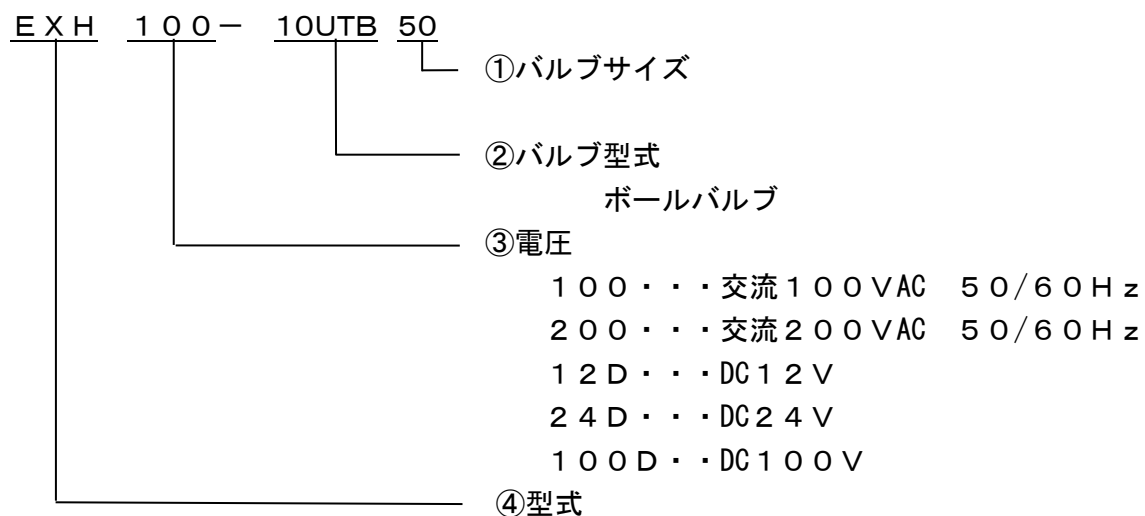 ＥＸＨ　１００－　10UTB 50
①バルブサイズ
②バルブ型式
ボールバルブ
③電圧
１００・・・交流１００ＶAC　５０/６０Ｈｚ
２００・・・交流２００ＶAC　５０/６０Ｈｚ
１２Ｄ・・・DC１２Ｖ
２４Ｄ・・・DC２４Ｖ
１００Ｄ・・DC１００Ｖ
④型式